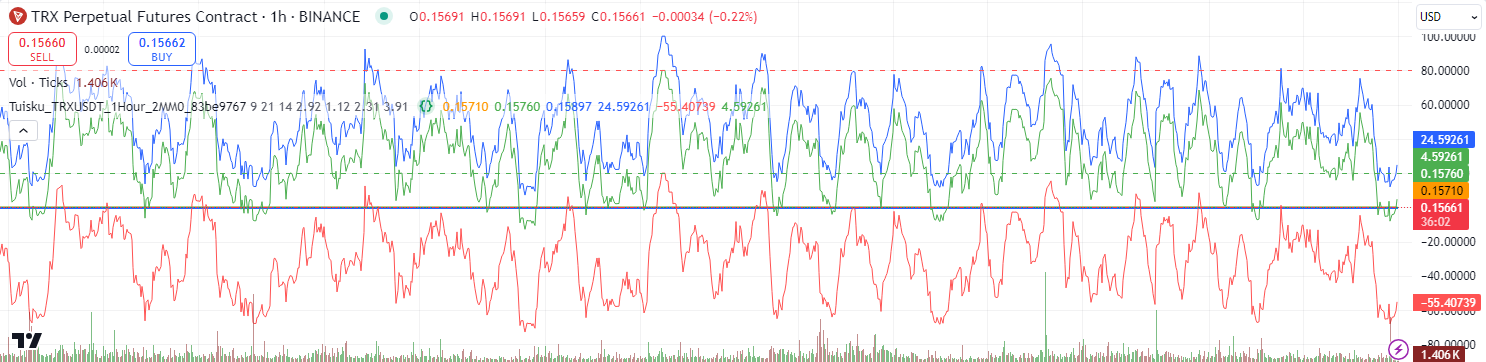 TRX Perpetual Futures Contract · 1h · BINANCE O0.15691 H0.15691 L0.15659 C0.15661 −0.00034 (−0.22%)
USD
0.15660 SELL
0.00002
0.15662 BUY
Vol · Ticks 1.406 K
Tuisku_TRXUSDT_1Hour_2MM0_83be9767 9 21 14 2.92 1.12 2.31 3.91 0.15710 0.15760 0.15897 24.59261 −55.40739 4.59261
100.00000
80.00000
60.00000
24.59261
4.59261
0.15760
0.15710
0.15661
36:02
−20.00000
−40.00000
−55.40739
−60.00000
−80.00000
1.406 K